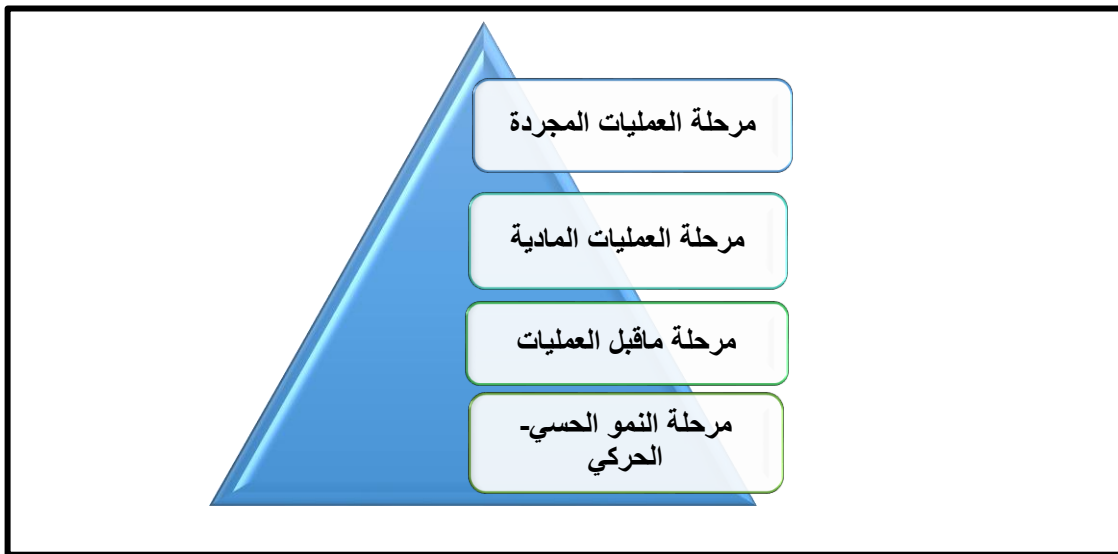 مرحلة العمليات المجردة
مرحلة العمليات المادية
مرحلة ماقبل العمليات
مرحلة النمو الحسي-
الحركي